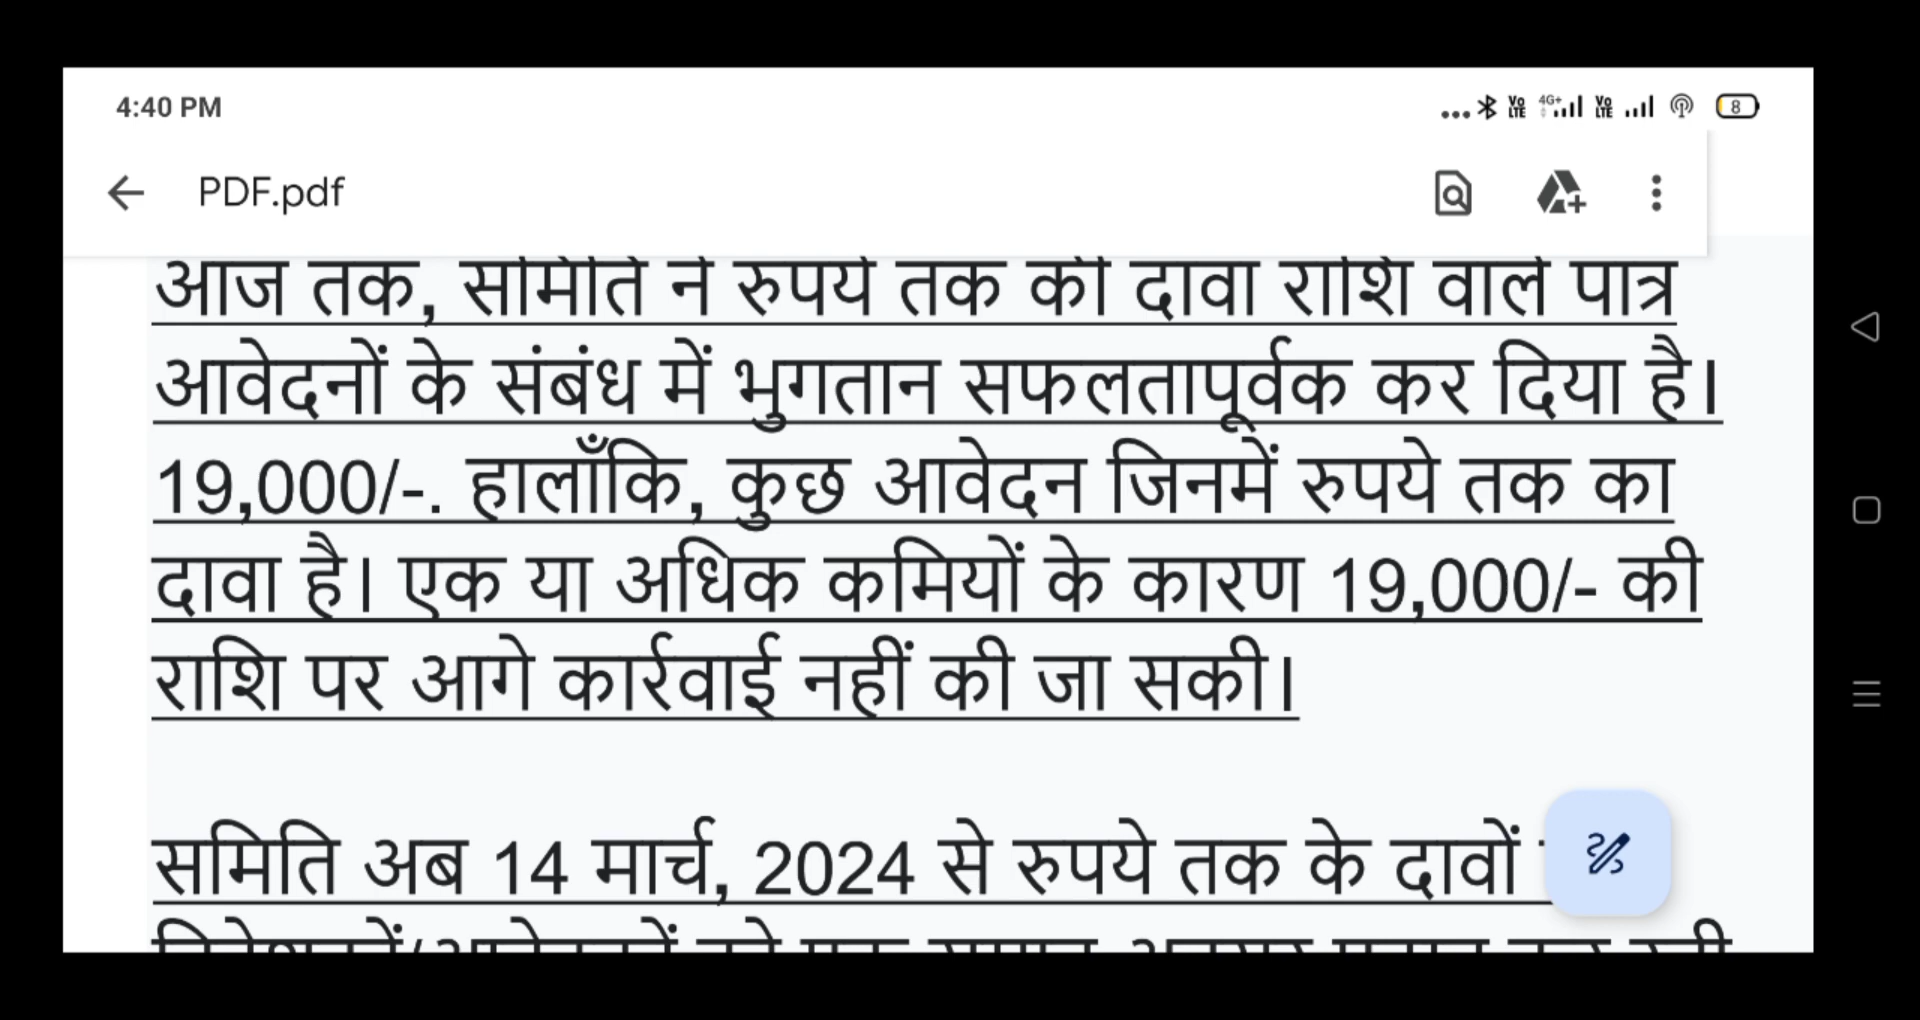 4:40 PM
4G+ 8
PDF.pdf
आज तक, समिति ने रुपये तक की दावा राशि वाले पात्र
आवेदनों के संबंध में भुगतान सफलतापूर्वक कर दिया है।
19,000/-. हालाँकि, कुछ आवेदन जिनमें रुपये तक का
दावा है। एक या अधिक कमियों के कारण 19,000/- की
राशि पर आगे कार्रवाई नहीं की जा सकी।
समिति अब 14 मार्च, 2024 से रुपये तक के दावों